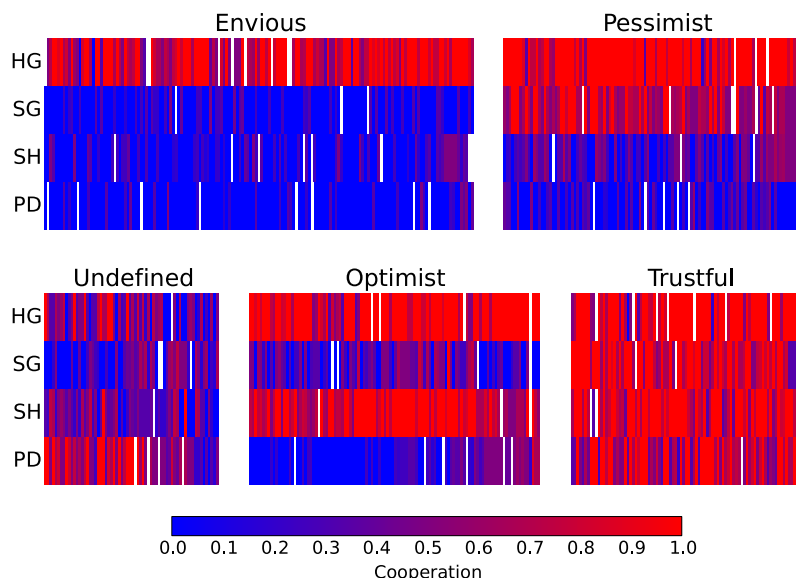 Envious Pessimist
HG
SG
SH
PD
Undefined Optimist Trustful
HG
SG
SH
PD
0.0 0.1 0.2 0.3 0.4 0.5 0.6 0.7 0.8 0.9 1.0
Cooperation